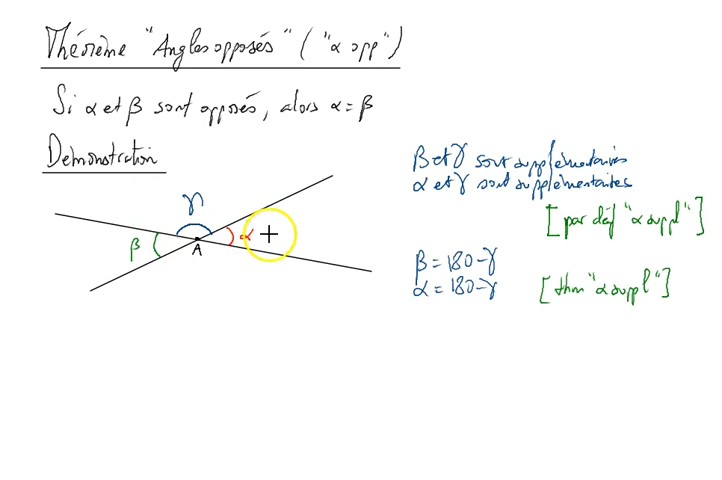 Théorème "Angles opposés" ("α opp")
Si α et β sont opposés, alors α = β
Démonstration
β et γ sont supplémentaires
α et γ sont supplémentaires
[par déf "α suppl"]
β = 180 - γ
α = 180 - γ
[thm "α suppl"]
γ
β
α
A